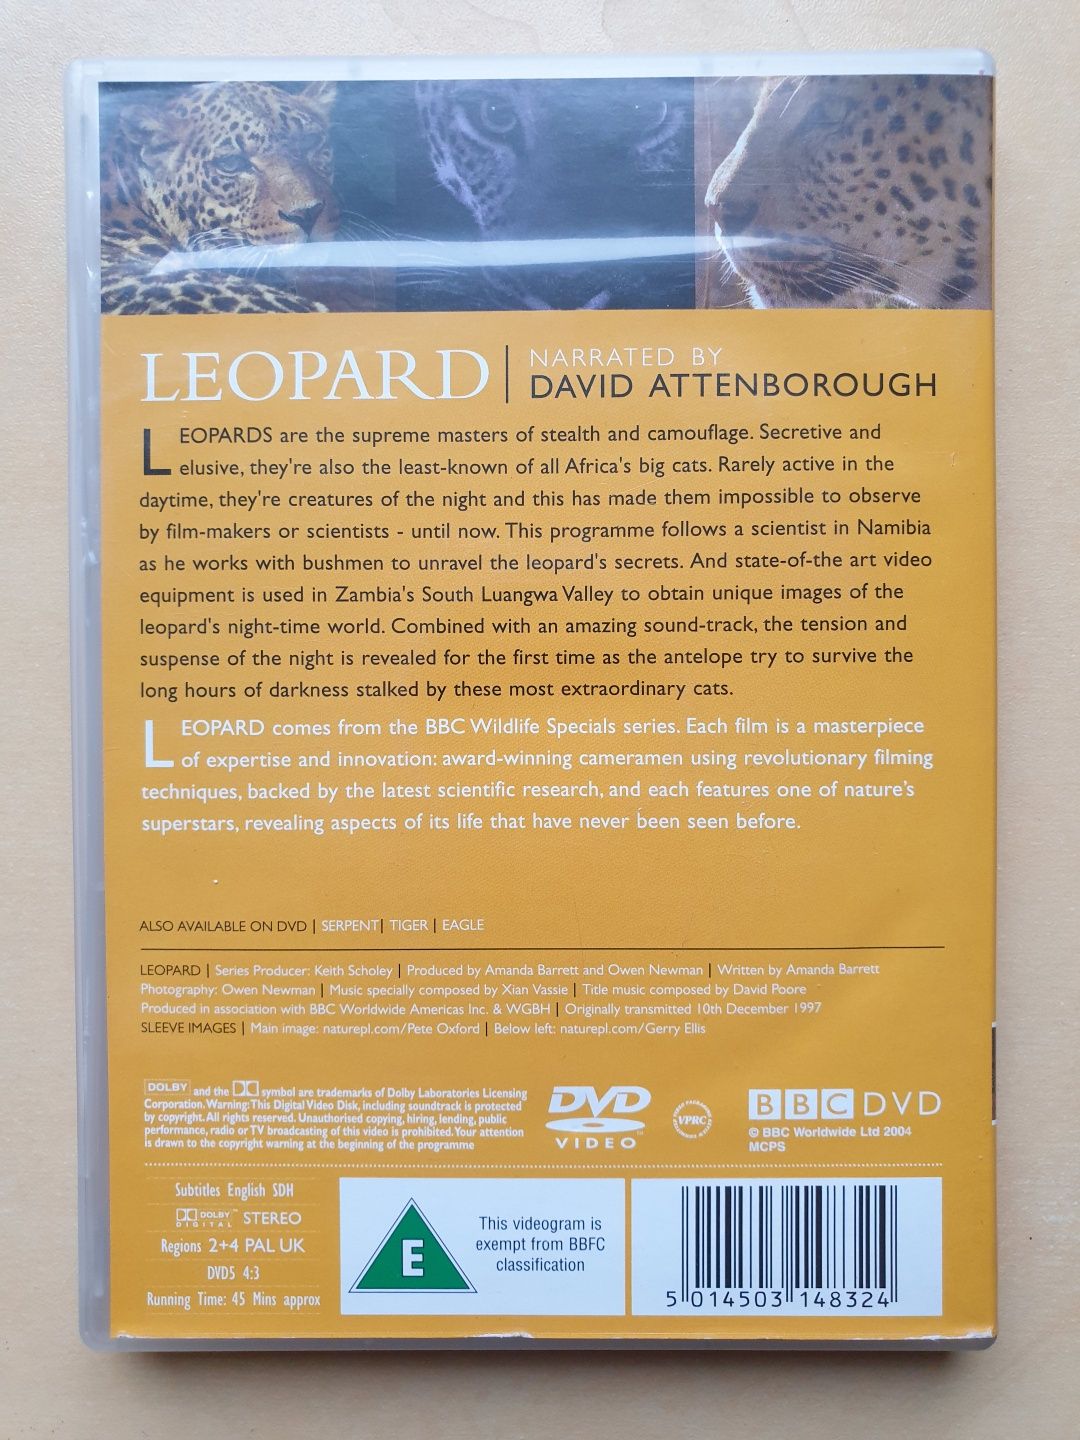 LEOPARD | NARRATED BY
DAVID ATTENBOROUGH
LEOPARDS are the supreme masters of stealth and camouflage. Secretive and
elusive, they're also the least-known of all Africa's big cats. Rarely active in the
daytime, they're creatures of the night and this has made them impossible to observe
by film-makers or scientists - until now. This programme follows a scientist in Namibia
as he works with bushmen to unravel the leopard's secrets. And state-of-the art video
equipment is used in Zambia's South Luangwa Valley to obtain unique images of the
leopard's night-time world. Combined with an amazing sound-track, the tension and
suspense of the night is revealed for the first time as the antelope try to survive the
long hours of darkness stalked by these most extraordinary cats.
LEOPARD comes from the BBC Wildlife Specials series. Each film is a masterpiece
of expertise and innovation: award-winning cameramen using revolutionary filming
techniques, backed by the latest scientific research, and each features one of nature's
superstars, revealing aspects of its life that have never been seen before.
ALSO AVAILABLE ON DVD | SERPENT | TIGER | EAGLE
LEOPARD | Series Producer: Keith Scholey | Produced by Amanda Barrett and Owen Newman | Written by Amanda Barrett
Photography: Owen Newman | Music specially composed by Xian Vassie | Title music composed by David Poore
Produced in association with BBC Worldwide Americas Inc. & WGBH | Originally transmitted 10th December 1997
SLEEVE IMAGES | Main image: naturepl.com/Pete Oxford | Below left: naturepl.com/Gerry Ellis
DOLBY and the symbol are trademarks of Dolby Laboratories Licensing
Corporation. Warning: This Digital Video Disk, including soundtrack is protected
by copyright. All rights reserved. Unauthorised copying, hiring, lending, public
performance, radio or TV broadcasting of this video is prohibited. Your attention
is drawn to the copyright warning at the beginning of the programme
DVD
VIDEO
VPRC
BBC DVD
© BBC Worldwide Ltd 2004
MCPS
Subtitles English SDH
DOLBY DIGITAL STEREO
Regions 2+4 PAL UK
DVD5 4:3
Running Time: 45 Mins approx
E
This videogram is
exempt from BBFC
classification
5 014503 148324